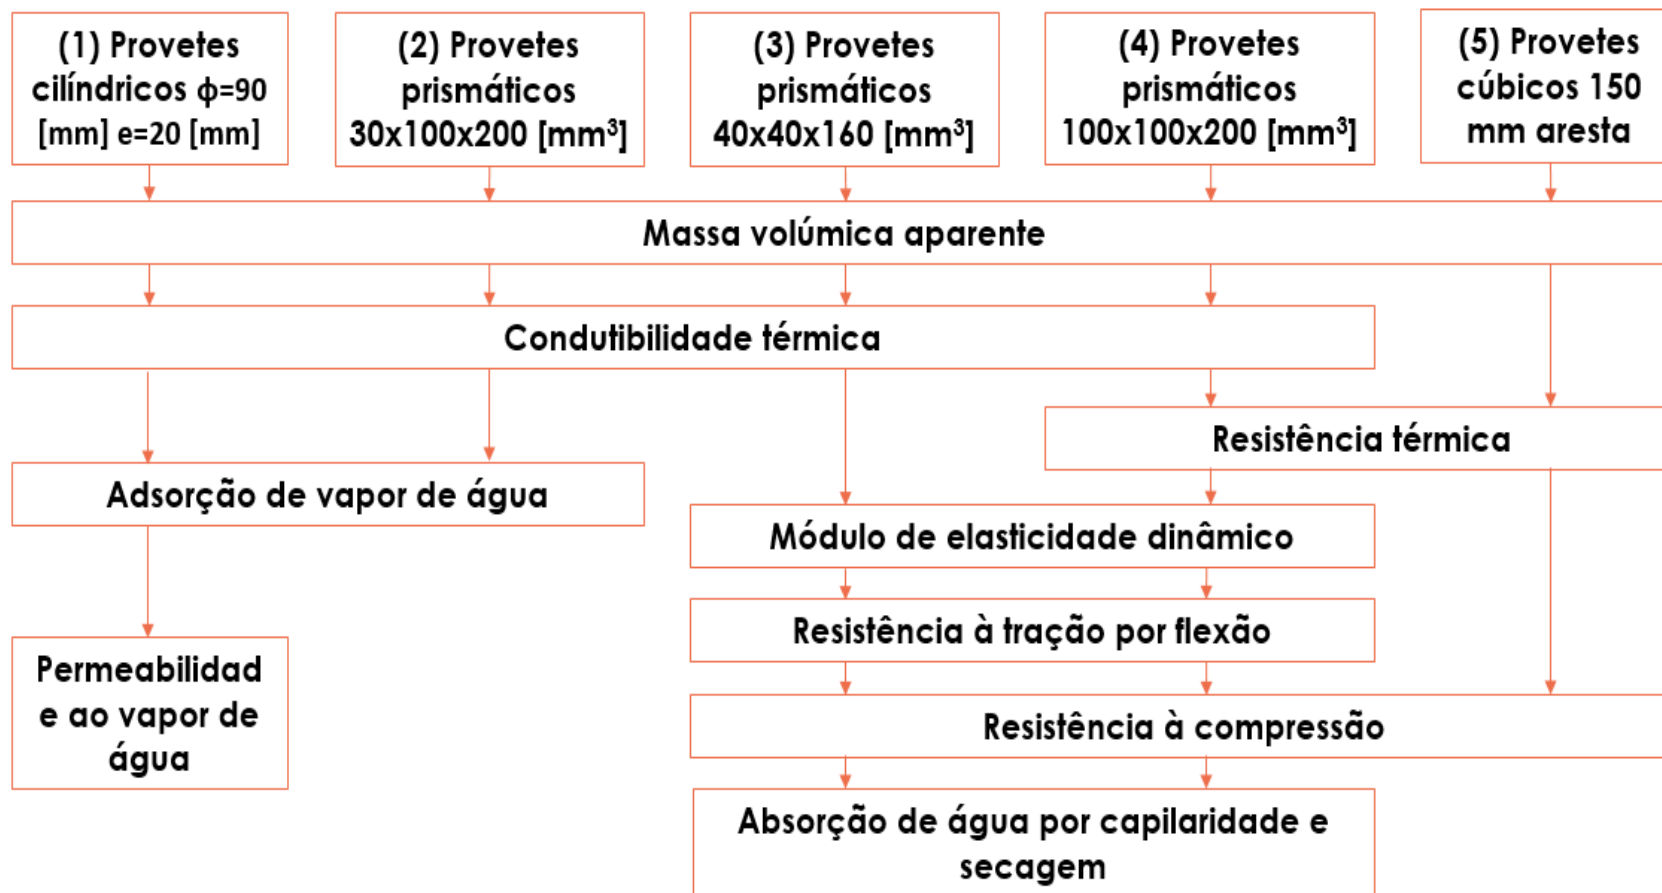 (1) Provetes
cilíndricos ɸ=90
[mm] e=20 [mm]
(2) Provetes
prismáticos
30x100x200 [mm³]
(3) Provetes
prismáticos
40x40x160 [mm³]
(4) Provetes
prismáticos
100x100x200 [mm³]
(5) Provetes
cúbicos 150
mm aresta
Massa volúmica aparente
Condutibilidade térmica
Resistência térmica
Adsorção de vapor de água
Módulo de elasticidade dinâmico
Resistência à tração por flexão
Permeabilidad
e ao vapor de
água
Resistência à compressão
Absorção de água por capilaridade e
secagem